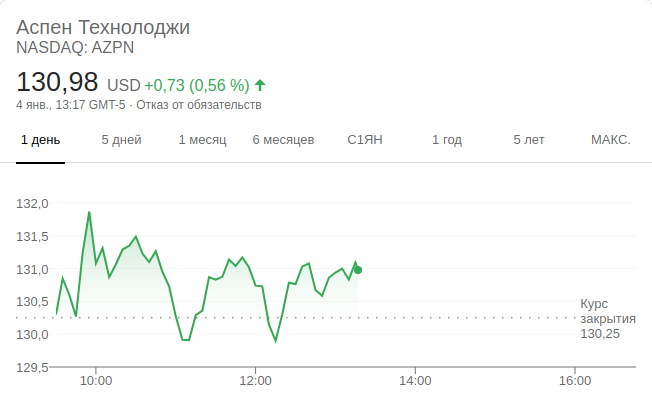 Аспен Технолоджи
NASDAQ: AZPN
130,98 USD +0,73 (0,56 %)
4 янв., 13:17 GMT-5 · Отказ от обязательств
1 день 5 дней 1 месяц 6 месяцев С1ЯН 1 год 5 лет МАКС.
132,0
131,5
131,0
130,5
130,0
129,5
Курс
закрытия
130,25
10:00 12:00 14:00 16:00